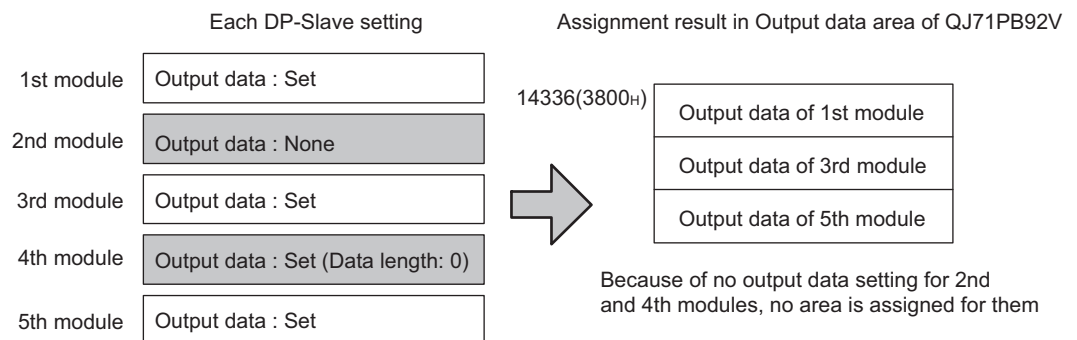 Each DP-Slave setting
1st module
Output data : Set
2nd module
Output data : None
3rd module
Output data : Set
4th module
Output data : Set (Data length: 0)
5th module
Output data : Set
Assignment result in Output data area of QJ71PB92V
14336(3800H)
Output data of 1st module
Output data of 3rd module
Output data of 5th module
Because of no output data setting for 2nd
and 4th modules, no area is assigned for them